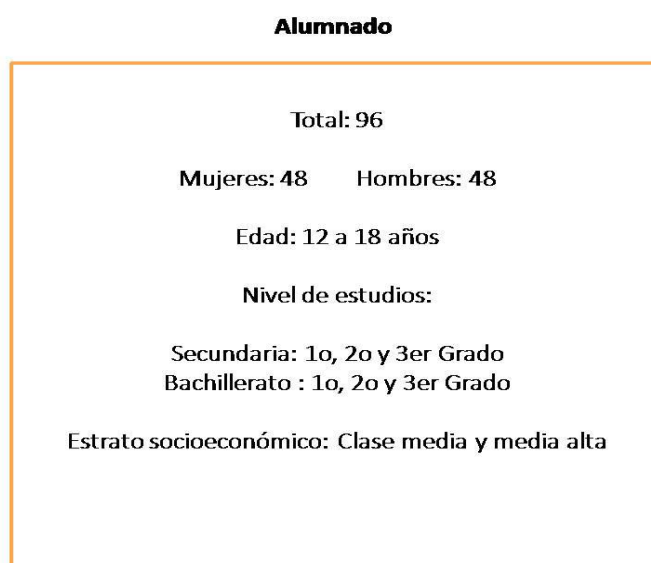 Alumnado
Total: 96
Mujeres: 48 Hombres: 48
Edad: 12 a 18 años
Nivel de estudios:
Secundaria: 1o, 2o y 3er Grado
Bachillerato : 1o, 2o y 3er Grado
Estrato socioeconómico: Clase media y media alta